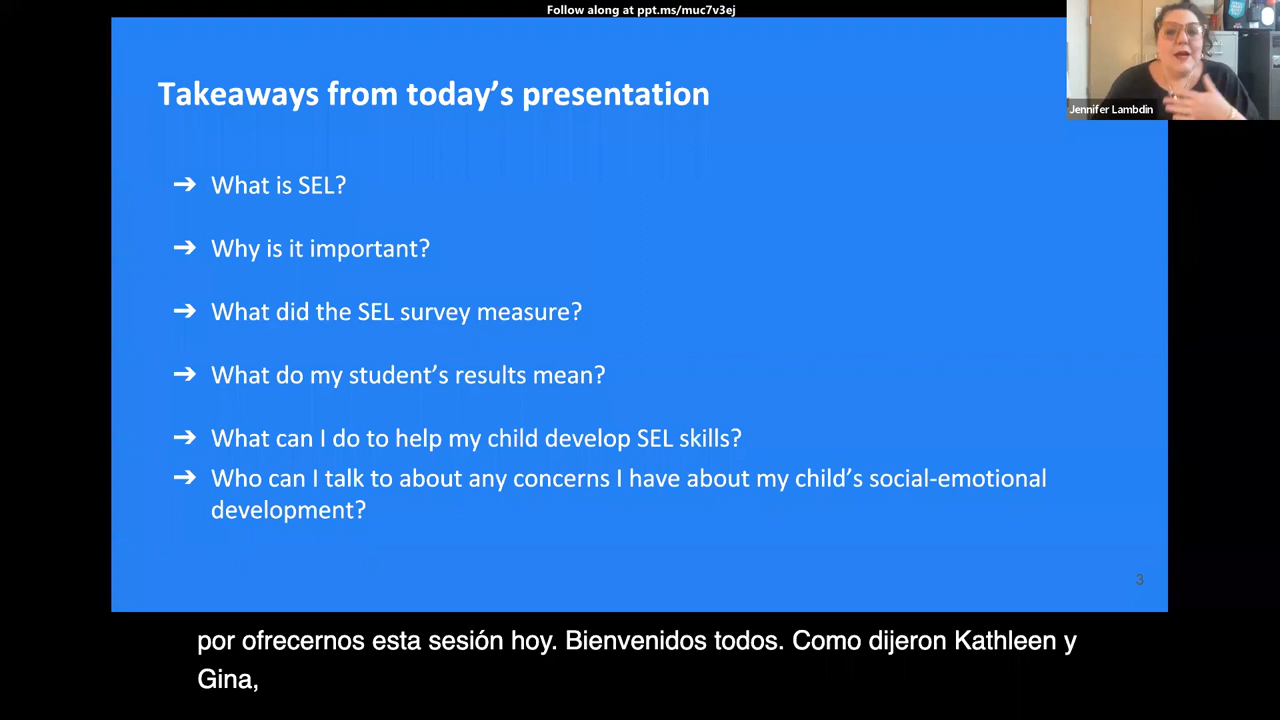 Follow along at ppt.ms/muc7v3ej
Jennifer Lambdin
Takeaways from today’s presentation
➔ What is SEL?
➔ Why is it important?
➔ What did the SEL survey measure?
➔ What do my student’s results mean?
➔ What can I do to help my child develop SEL skills?
➔ Who can I talk to about any concerns I have about my child’s social-emotional
development?
3
por ofrecernos esta sesión hoy. Bienvenidos todos. Como dijeron Kathleen y
Gina,